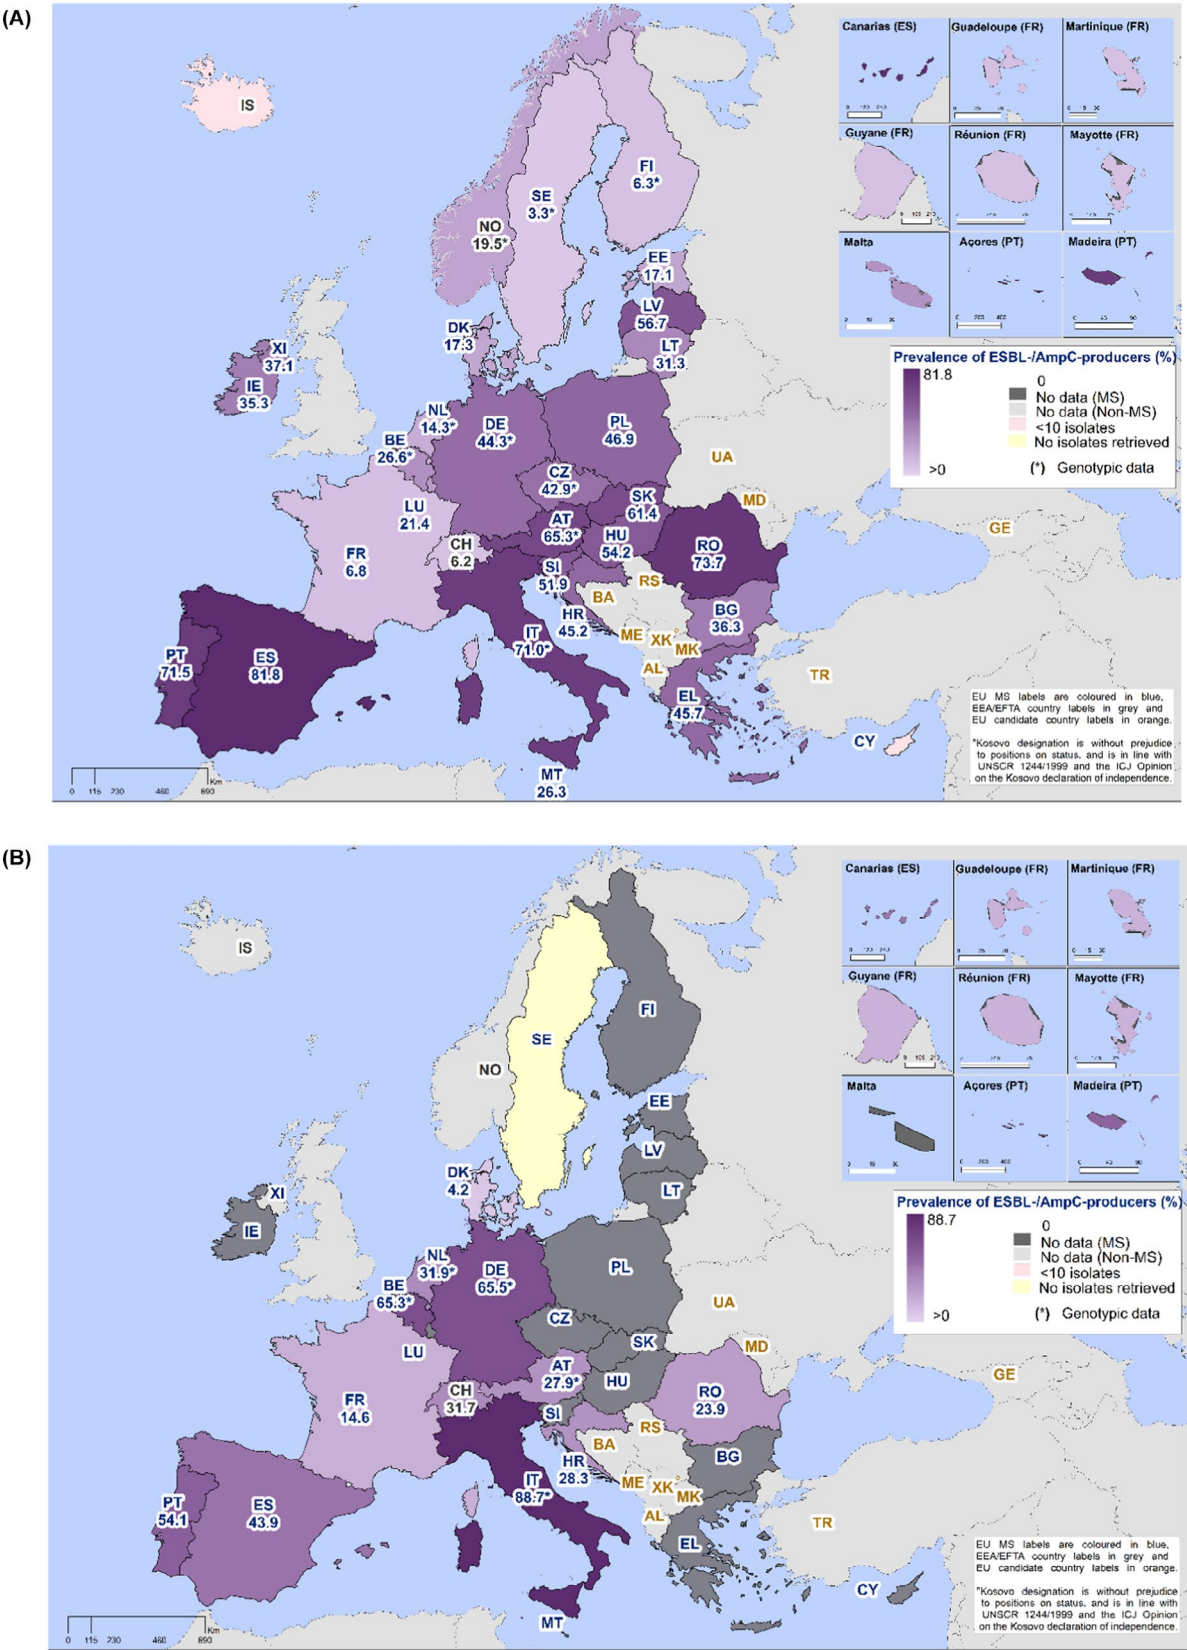 (A)
Canarias (ES)
Guadeloupe (FR)
Martinique (FR)
IS
Guyane (FR)
Réunion (FR)
Mayotte (FR)
FI
6.3*
SE
3.3*
NO
19.5*
Malta
Açores (PT)
Madeira (PT)
EE
17.1
LV
56.7
DK
17.3
LT
31.3
XI
37.1
IE
35.3
Prevalence of ESBL-/AmpC-producers (%)
81.8
0
No data (MS)
No data (Non-MS)
<10 isolates
No isolates retrieved
>0
(*) Genotypic data
NL
14.3*
DE
44.3*
PL
46.9
BE
26.6*
UA
CZ
42.9*
MD
SK
61.4
LU
21.4
AT
65.3*
GE
HU
54.2
CH
6.2
RO
73.7
FR
6.8
SI
51.9
RS
BA
HR
45.2
BG
36.3
IT
71.0*
ME
XK°
MK
AL
PT
71.5
ES
81.8
TR
EL
45.7
EU MS labels are coloured in blue,
EEA/EFTA country labels in grey and
EU candidate country labels in orange.
CY
*Kosovo designation is without prejudice
to positions on status, and is in line with
UNSCR 1244/1999 and the ICJ Opinion
on the Kosovo declaration of independence.
MT
26.3
Km
0 115 230 460 690
(B)
Canarias (ES)
Guadeloupe (FR)
Martinique (FR)
IS
Guyane (FR)
Réunion (FR)
Mayotte (FR)
FI
SE
NO
Malta
Açores (PT)
Madeira (PT)
EE
LV
DK
4.2
LT
XI
IE
Prevalence of ESBL-/AmpC-producers (%)
88.7
0
No data (MS)
No data (Non-MS)
<10 isolates
No isolates retrieved
>0
(*) Genotypic data
NL
31.9*
DE
65.5*
PL
BE
65.3*
UA
CZ
SK
MD
LU
AT
27.9*
GE
HU
CH
31.7
RO
23.9
FR
14.6
SI
RS
BA
BG
HR
28.3
IT
88.7*
ME
XK°
MK
AL
PT
54.1
ES
43.9
TR
EL
EU MS labels are coloured in blue,
EEA/EFTA country labels in grey and
EU candidate country labels in orange.
CY
*Kosovo designation is without prejudice
to positions on status, and is in line with
UNSCR 1244/1999 and the ICJ Opinion
on the Kosovo declaration of independence.
MT
Km
0 115 230 460 690